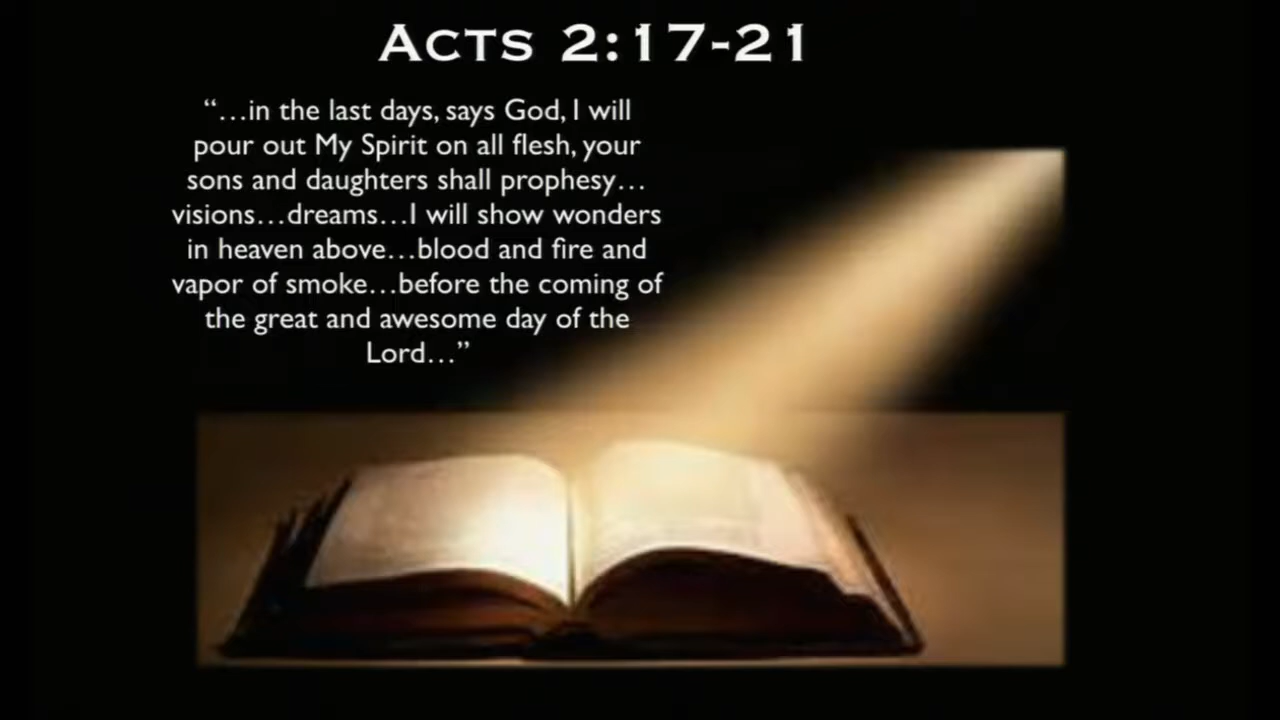 ACTS 2:17-21
“…in the last days, says God, I will
pour out My Spirit on all flesh, your
sons and daughters shall prophesy…
visions…dreams…I will show wonders
in heaven above…blood and fire and
vapor of smoke…before the coming of
the great and awesome day of the
Lord…”